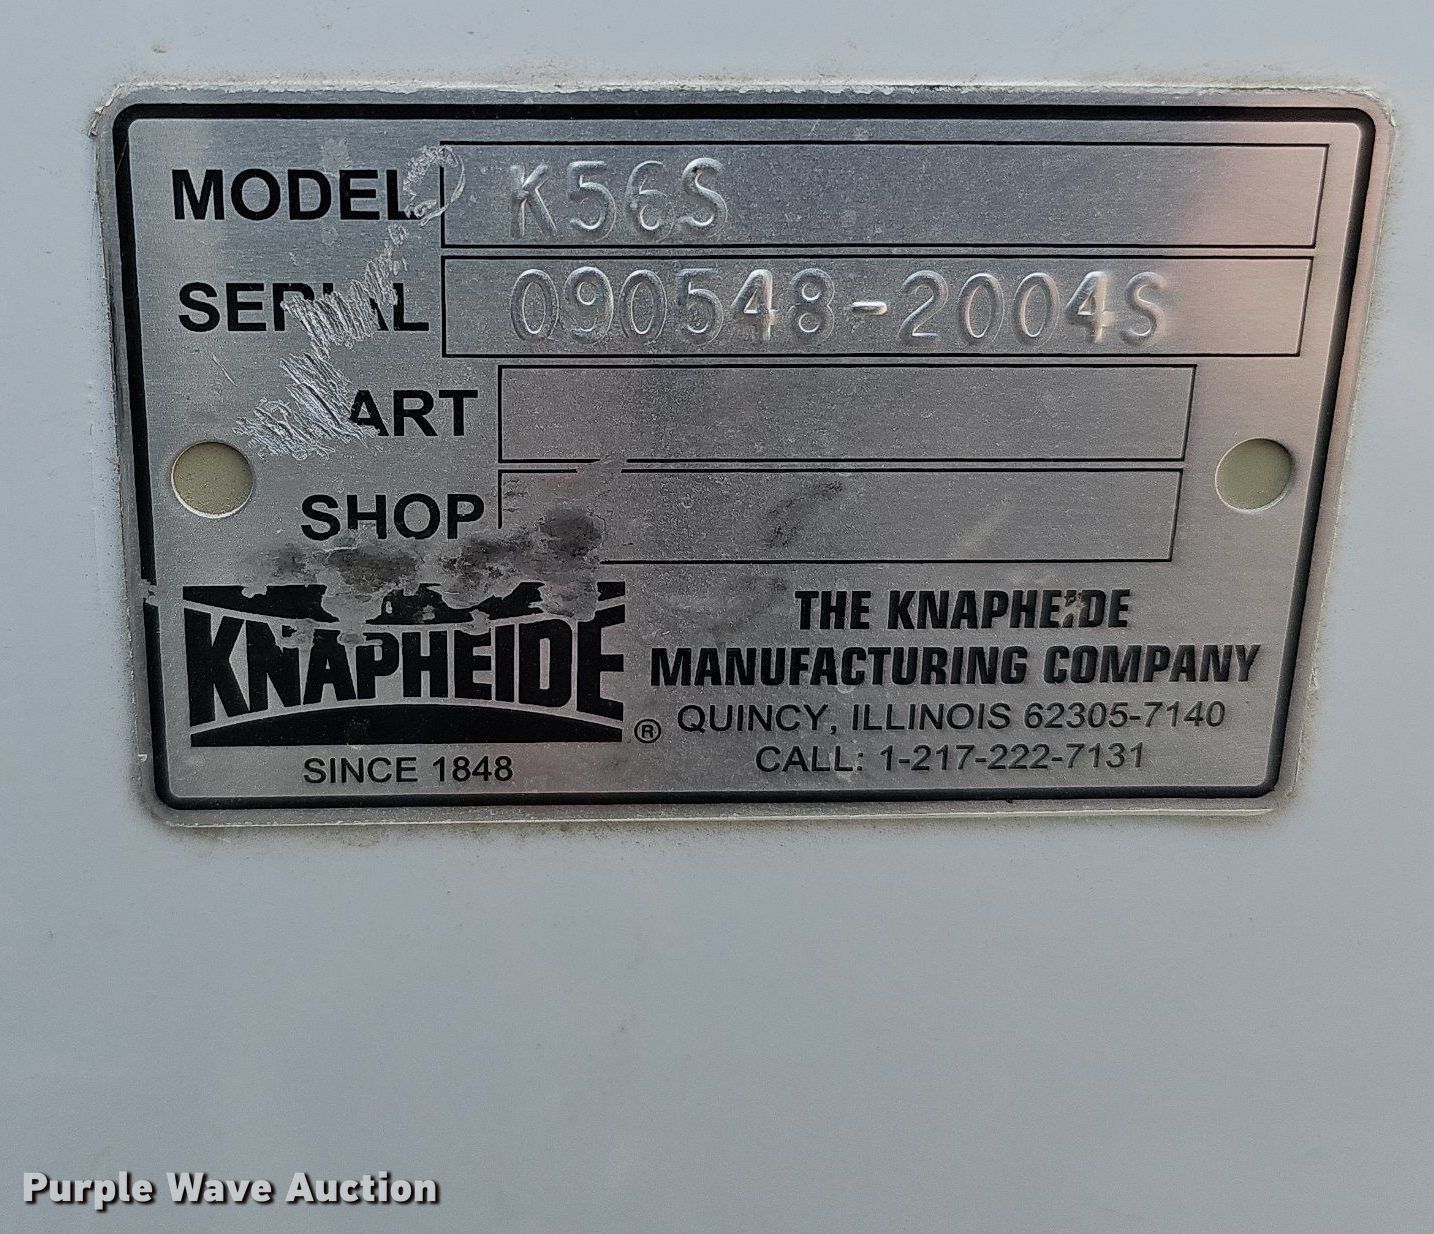 MODEL K56S
SERIAL 090548-2004S
PART
SHOP
KNAPHEIDE ®
SINCE 1848
THE KNAPHEIDE
MANUFACTURING COMPANY
QUINCY, ILLINOIS 62305-7140
CALL: 1-217-222-7131
Purple Wave Auction